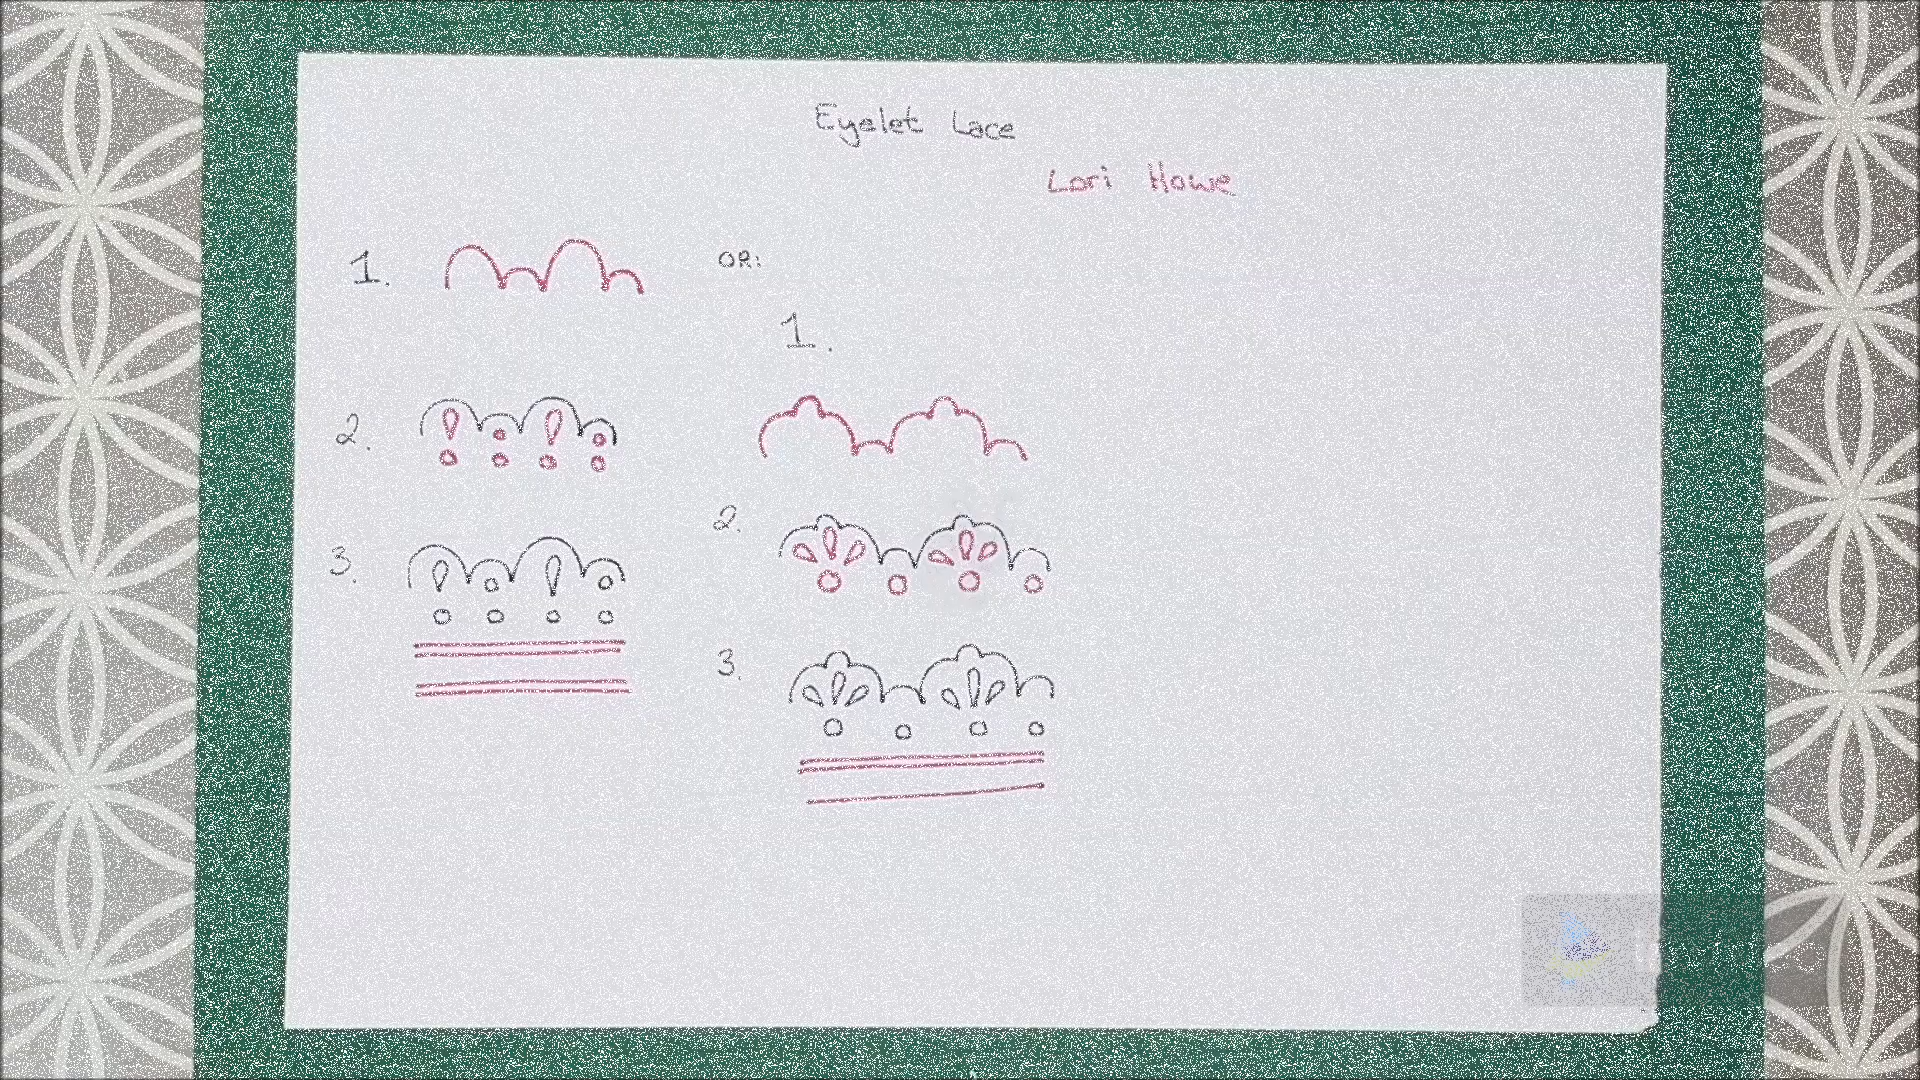 Eyelet Lace
Lori Howe
1.
OR:
2.
3.
1.
2.
3.